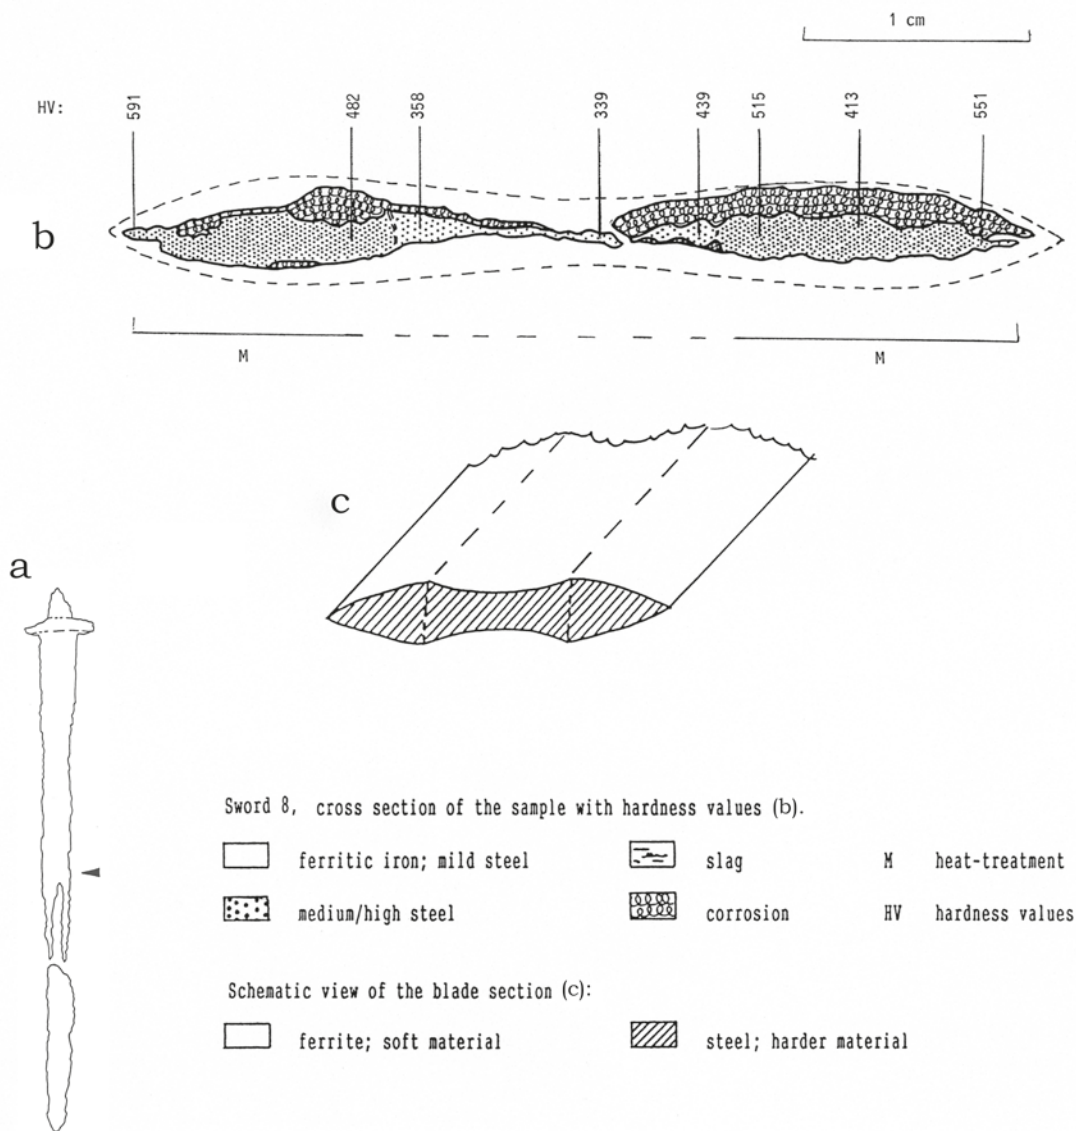 1 cm
HV:
591
482
358
339
439
515
413
551
b
M
M
c
a
Sword 8, cross section of the sample with hardness values (b).
ferritic iron; mild steel
slag
M heat-treatment
medium/high steel
corrosion
HV hardness values
Schematic view of the blade section (c):
ferrite; soft material
steel; harder material